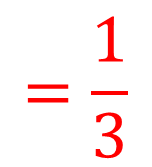 = 1/3